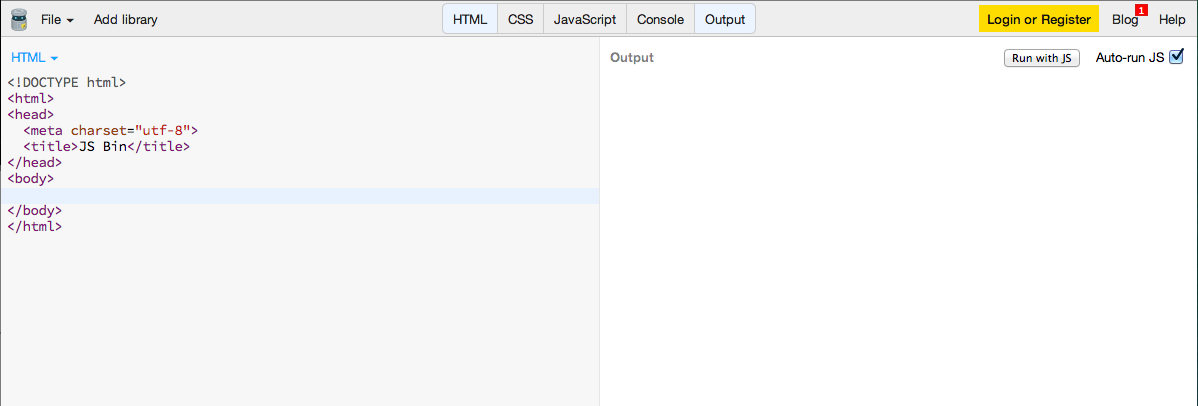 File Add library HTML CSS JavaScript Console Output Login or Register Blog 1 Help
HTML
<!DOCTYPE html>
<html>
<head>
  <meta charset="utf-8">
  <title>JS Bin</title>
</head>
<body>
</body>
</html>
Output Run with JS Auto-run JS